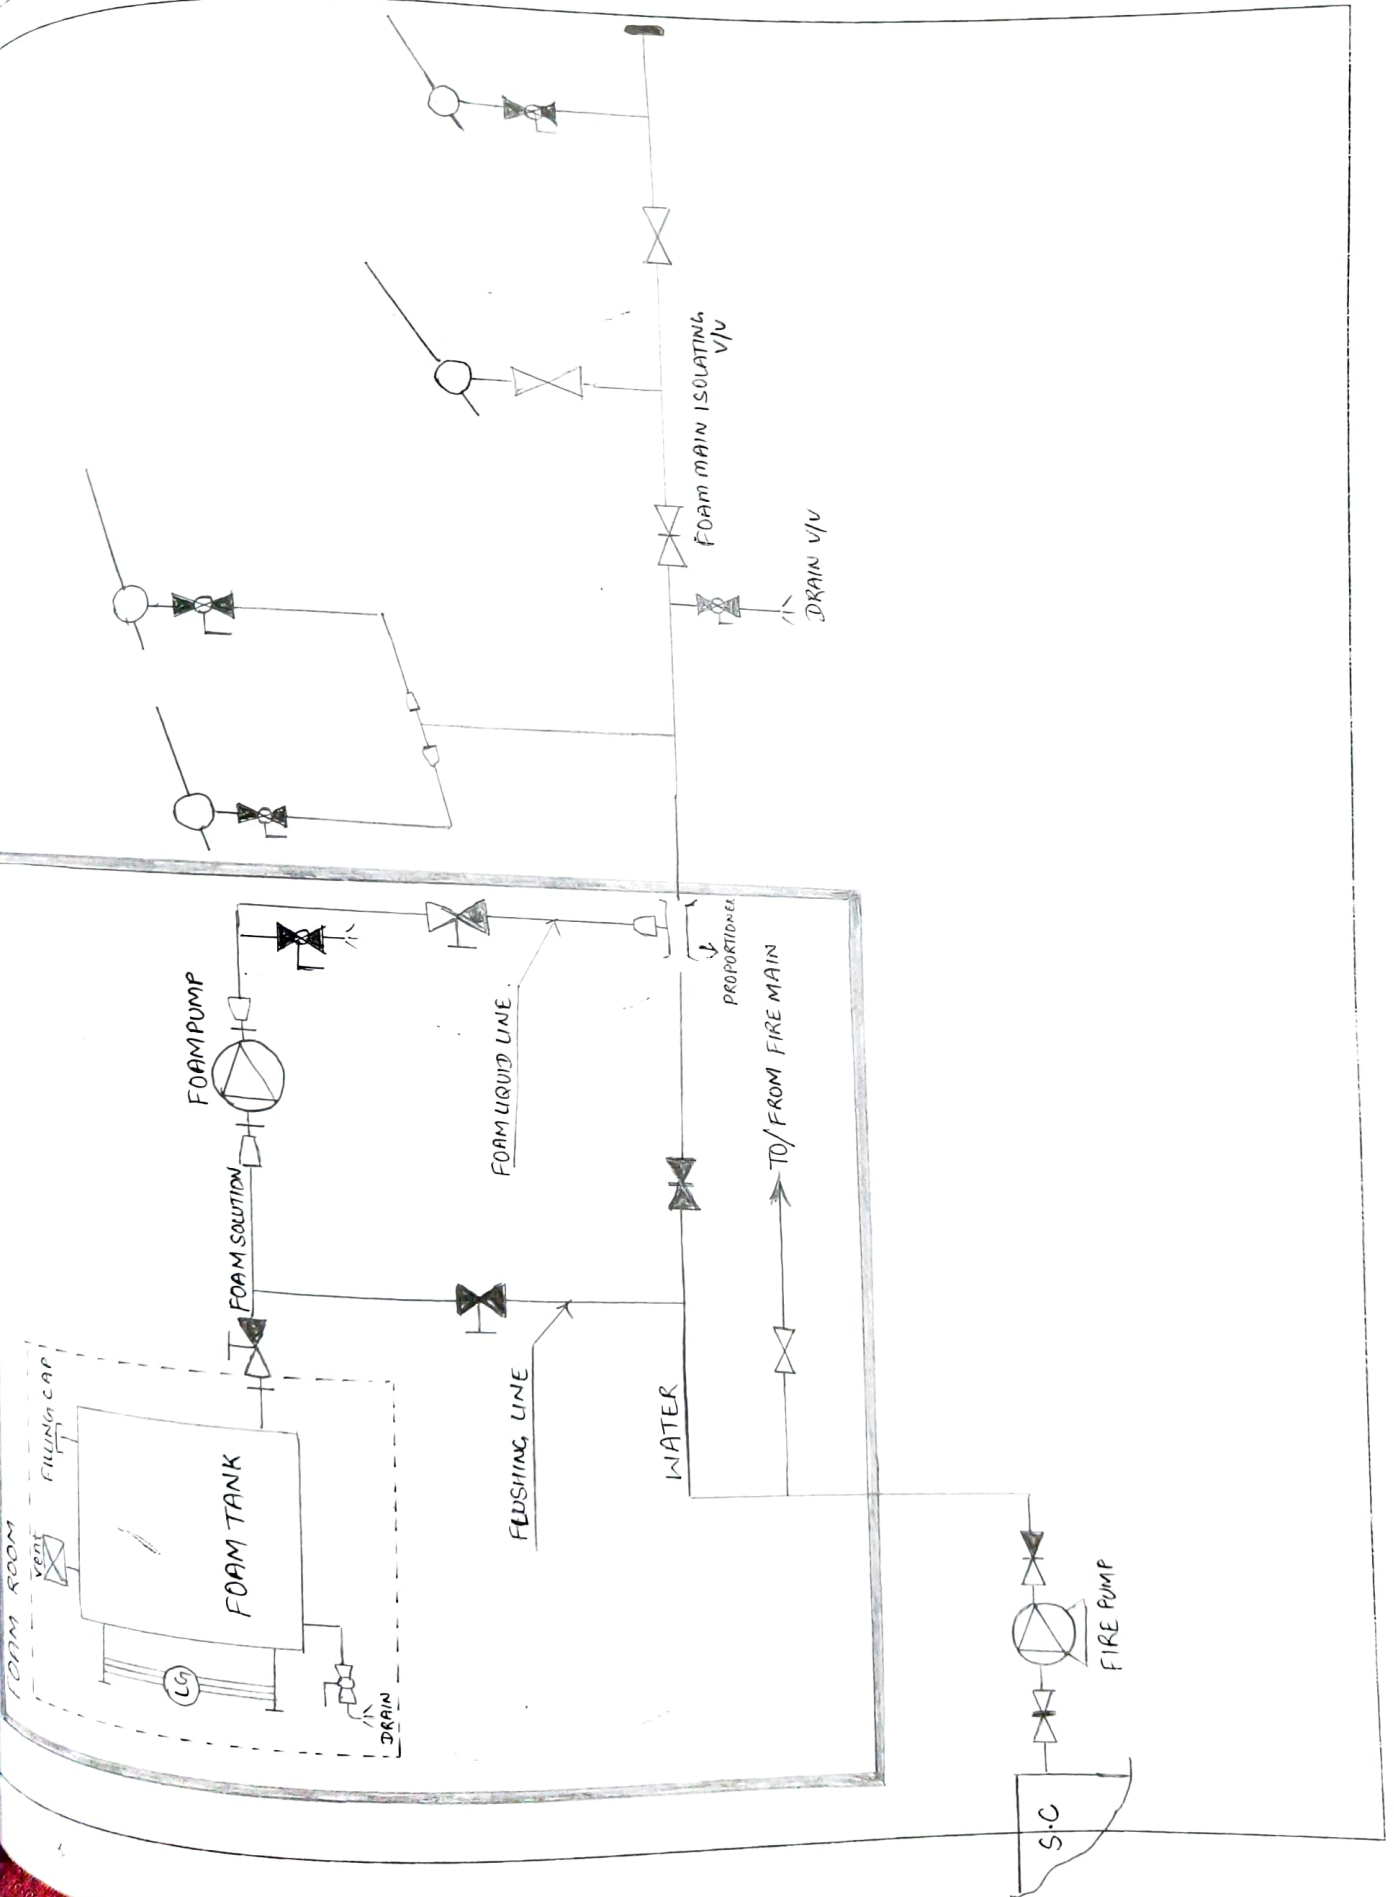 FOAM ROOM
vent
FILLING CAP
LG
FOAM TANK
DRAIN
FOAM SOLUTION
FOAM PUMP
FLUSHING LINE
FOAM LIQUID LINE.
WATER
PROPORTIONER
TO/FROM FIRE MAIN
S.C
FIRE PUMP
DRAIN V/V
FOAM MAIN ISOLATING
V/V